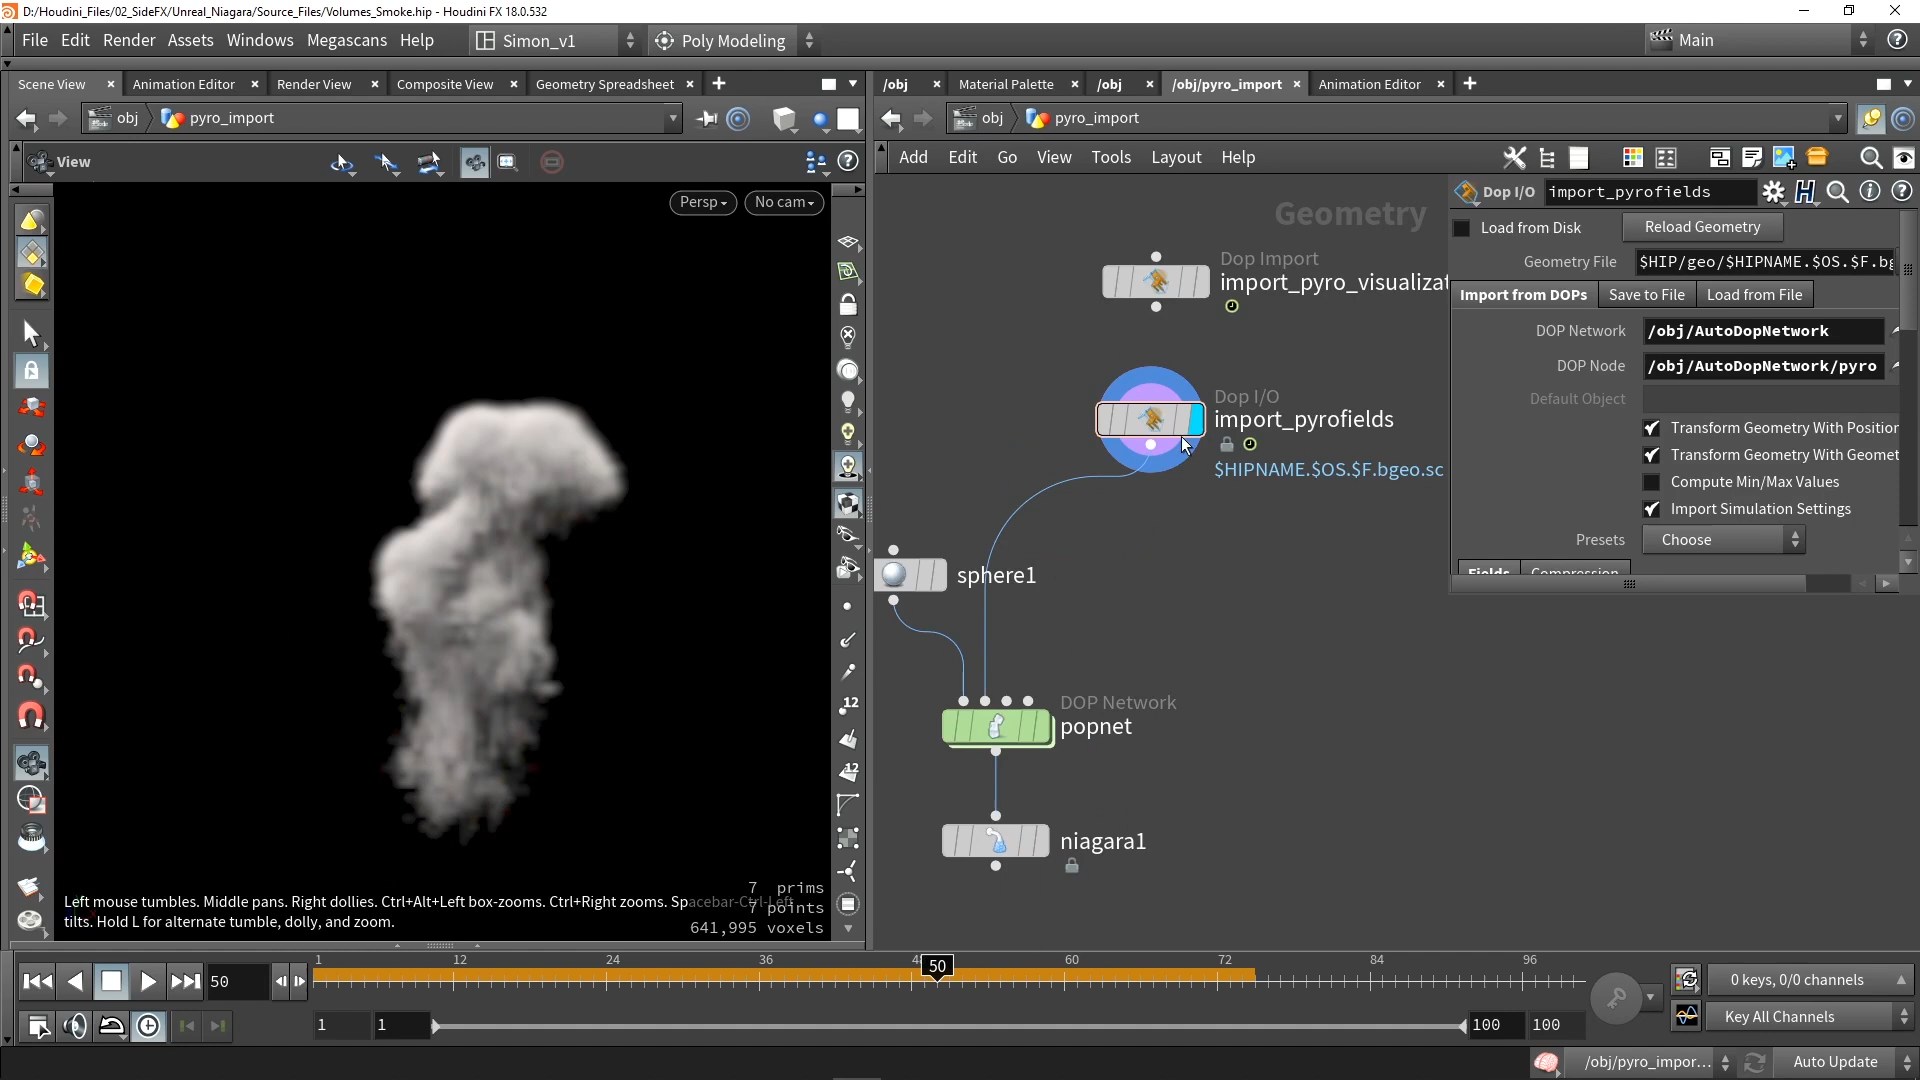 D:/Houdini_Files/02_SideFX/Unreal_Niagara/Source_Files/Volumes_Smoke.hip - Houdini FX 18.0.532
File Edit Render Assets Windows Megascans Help
Simon_v1
Poly Modeling
Main
Scene View
Animation Editor
Render View
Composite View
Geometry Spreadsheet
/obj
Material Palette
/obj
/obj/pyro_import
Animation Editor
obj
pyro_import
obj
pyro_import
View
Add Edit Go View Tools Layout Help
Persp
No cam
Geometry
Dop I/O
import_pyrofields
Load from Disk
Reload Geometry
Geometry File
$HIP/geo/$HIPNAME.$OS.$F.bg
Import from DOPs
Save to File
Load from File
DOP Network
/obj/AutoDopNetwork
DOP Node
/obj/AutoDopNetwork/pyro
Default Object
Transform Geometry With Position
Transform Geometry With Geomet
Compute Min/Max Values
Import Simulation Settings
Presets
Choose
Fields
Compression
Dop Import
import_pyro_visualizat
Dop I/O
import_pyrofields
$HIPNAME.$OS.$F.bgeo.sc
sphere1
DOP Network
popnet
niagara1
12
12
7 prims
7 points
641,995 voxels
Left mouse tumbles. Middle pans. Right dollies. Ctrl+Alt+Left box-zooms. Ctrl+Right zooms. Spacebar-Ctrl-Left
tilts. Hold L for alternate tumble, dolly, and zoom.
50
1 12 24 36 50 60 72 84 96
0 keys, 0/0 channels
1
1
100
100
Key All Channels
/obj/pyro_impor...
Auto Update